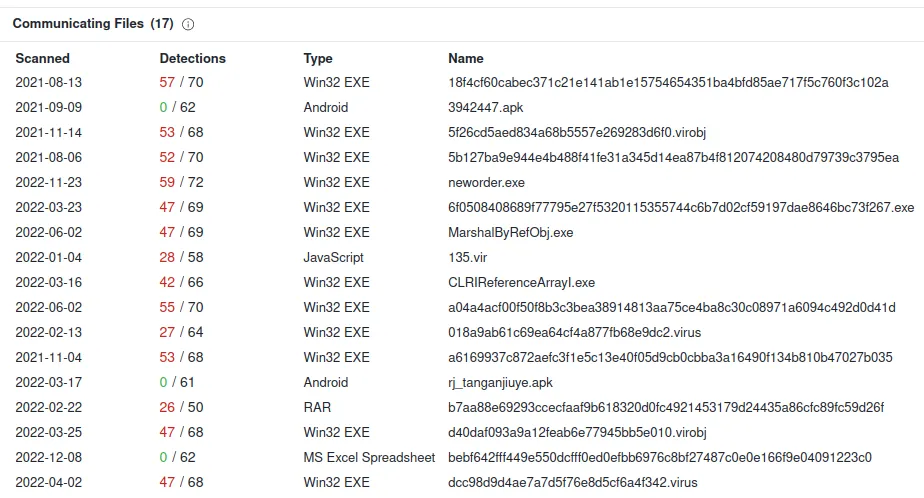 Communicating Files (17)
Scanned Detections Type Name
2021-08-13 57 / 70 Win32 EXE 18f4cf60cabec371c21e141ab1e15754654351ba4bfd85ae717f5c760f3c102a
2021-09-09 0 / 62 Android 3942447.apk
2021-11-14 53 / 68 Win32 EXE 5f26cd5aed834a68b5557e269283d6f0.virobj
2021-08-06 52 / 70 Win32 EXE 5b127ba9e944e4b488f41fe31a345d14ea87b4f812074208480d79739c3795ea
2022-11-23 59 / 72 Win32 EXE neworder.exe
2022-03-23 47 / 69 Win32 EXE 6f0508408689f77795e27f5320115355744c6b7d02cf59197dae8646bc73f267.exe
2022-06-02 47 / 69 Win32 EXE MarshalByRefObj.exe
2022-01-04 28 / 58 JavaScript 135.vir
2022-03-16 42 / 66 Win32 EXE CLRIReferenceArrayI.exe
2022-06-02 55 / 70 Win32 EXE a04a4acf00f50f8b3c3bea38914813aa75ce4ba8c30c08971a6094c492d0d41d
2022-02-13 27 / 64 Win32 EXE 018a9ab61c69ea64cf4a877fb68e9dc2.virus
2021-11-04 53 / 68 Win32 EXE a6169937c872aefc3f1e5c13e40f05d9cb0cbba3a16490f134b810b47027b035
2022-03-17 0 / 61 Android rj_tanganjiuye.apk
2022-02-22 26 / 50 RAR b7aa88e69293ccecfaaf9b618320d0fc4921453179d24435a86cfc89fc59d26f
2022-03-25 47 / 68 Win32 EXE d40daf093a9a12feab6e77945bb5e010.virobj
2022-12-08 0 / 62 MS Excel Spreadsheet bebf642fff449e550dcfff0ed0efbb6976c8bf27487c0e0e166f9e04091223c0
2022-04-02 47 / 68 Win32 EXE dcc98d9d4ae7a7d5f76e8d5cf6a4f342.virus